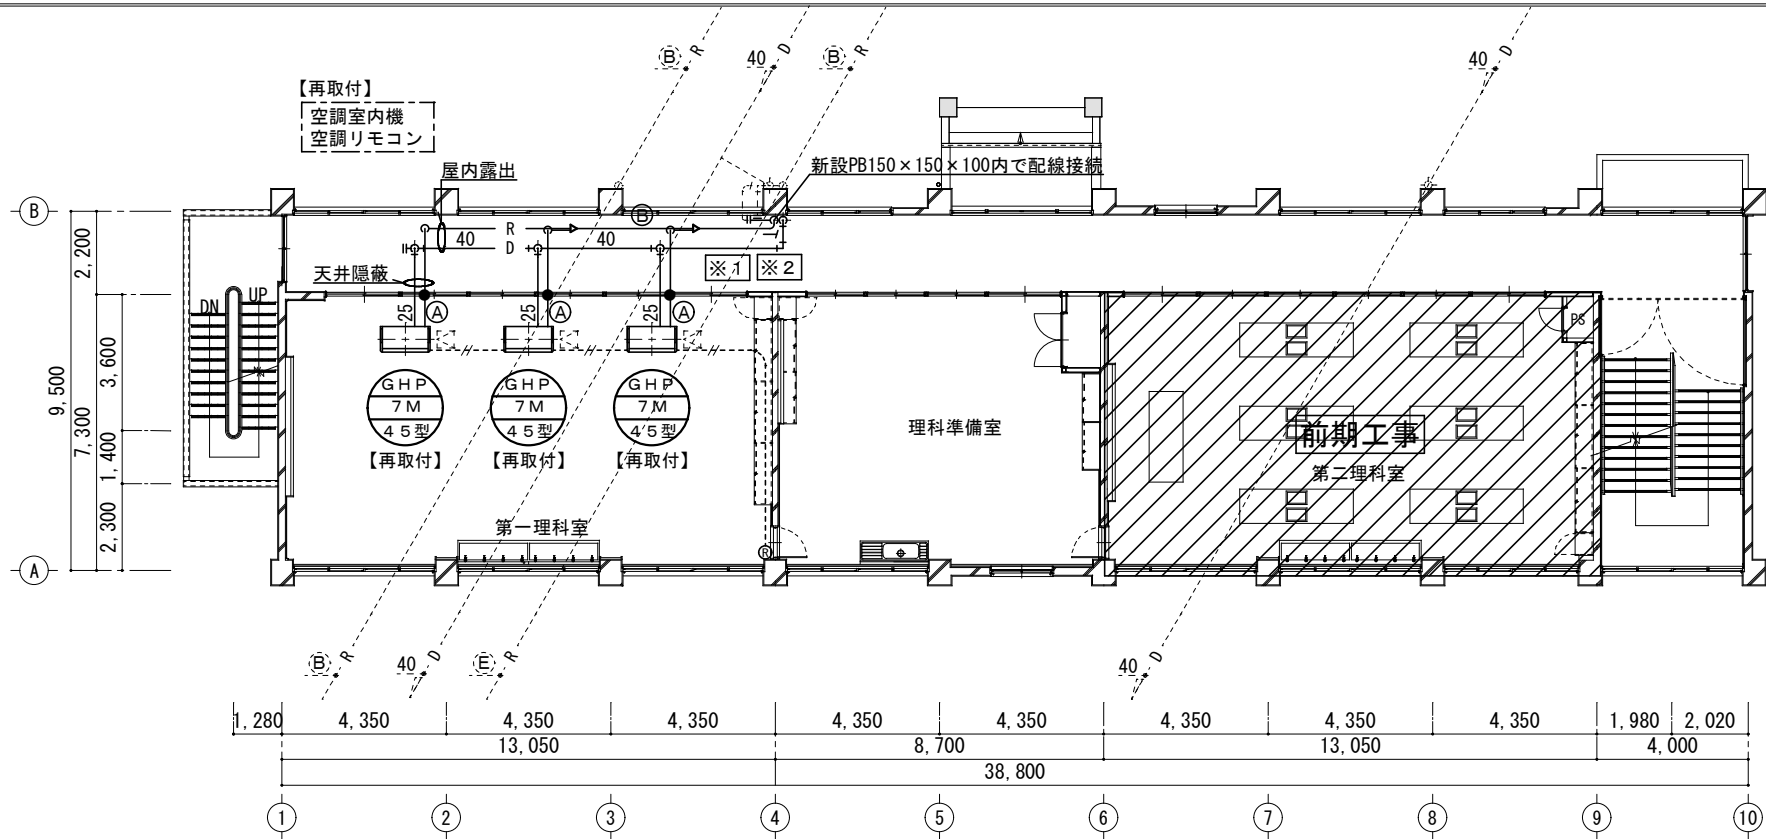 Ⓑ R
40 D
Ⓑ R
40 D
【再取付】
空調室内機
空調リモコン
屋内露出
新設PB150×150×100内で配線接続
B
Ⓑ
R
40
40
D
※1
※2
天井隠蔽
DN
UP
25
Ⓐ
25
Ⓐ
25
Ⓐ
PS
GHP
7M
45型
【再取付】
GHP
7M
45型
【再取付】
GHP
7M
45型
【再取付】
理科準備室
前期工事
第二理科室
第一理科室
Ⓡ
A
2,200
3,600
1,400
2,300
7,300
9,500
Ⓑ R
40 D
Ⓔ R
40 D
1,280
4,350
4,350
4,350
4,350
4,350
4,350
4,350
4,350
1,980
2,020
13,050
8,700
13,050
4,000
38,800
1
2
3
4
5
6
7
8
9
10